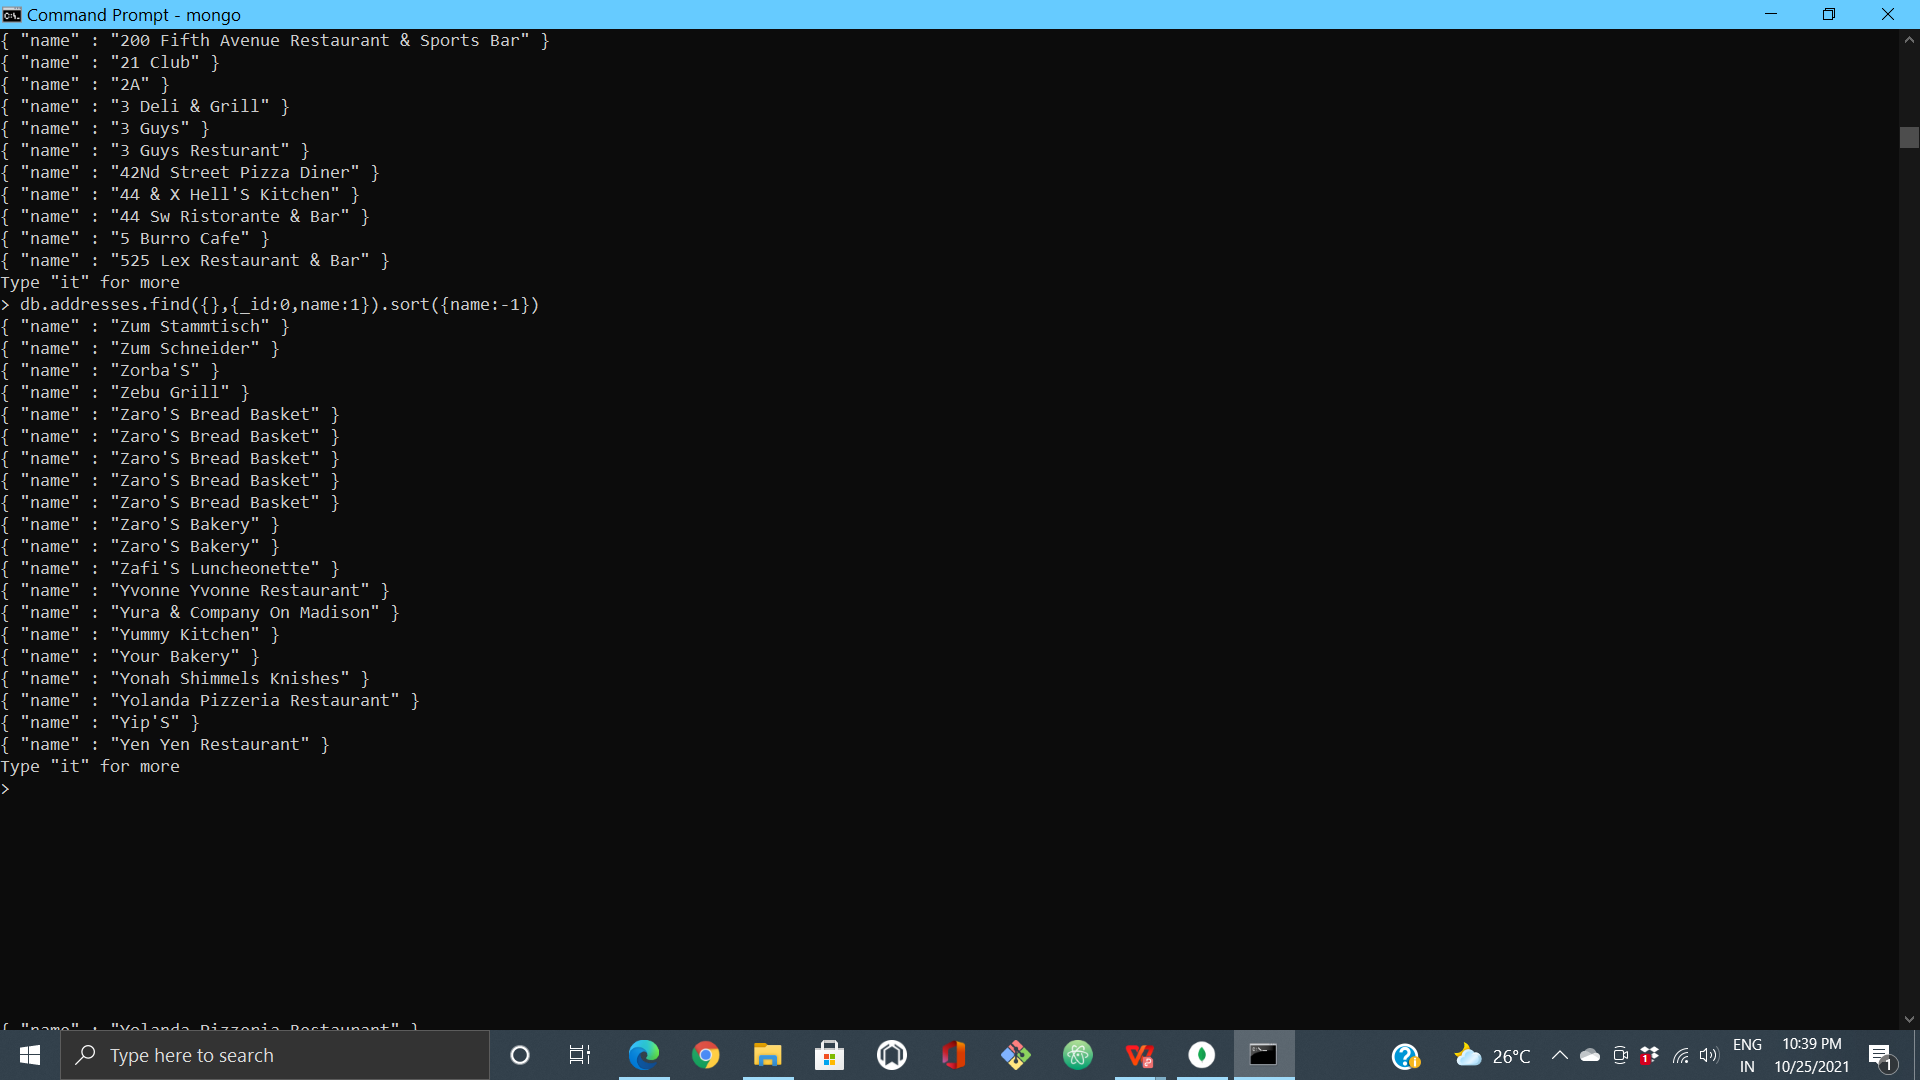 Command Prompt - mongo
{ "name" : "200 Fifth Avenue Restaurant & Sports Bar" }
{ "name" : "21 Club" }
{ "name" : "2A" }
{ "name" : "3 Deli & Grill" }
{ "name" : "3 Guys" }
{ "name" : "3 Guys Resturant" }
{ "name" : "42Nd Street Pizza Diner" }
{ "name" : "44 & X Hell'S Kitchen" }
{ "name" : "44 Sw Ristorante & Bar" }
{ "name" : "5 Burro Cafe" }
{ "name" : "525 Lex Restaurant & Bar" }
Type "it" for more
> db.addresses.find({},{_id:0,name:1}).sort({name:-1})
{ "name" : "Zum Stammtisch" }
{ "name" : "Zum Schneider" }
{ "name" : "Zorba'S" }
{ "name" : "Zebu Grill" }
{ "name" : "Zaro'S Bread Basket" }
{ "name" : "Zaro'S Bread Basket" }
{ "name" : "Zaro'S Bread Basket" }
{ "name" : "Zaro'S Bread Basket" }
{ "name" : "Zaro'S Bread Basket" }
{ "name" : "Zaro'S Bakery" }
{ "name" : "Zaro'S Bakery" }
{ "name" : "Zafi'S Luncheonette" }
{ "name" : "Yvonne Yvonne Restaurant" }
{ "name" : "Yura & Company On Madison" }
{ "name" : "Yummy Kitchen" }
{ "name" : "Your Bakery" }
{ "name" : "Yonah Shimmels Knishes" }
{ "name" : "Yolanda Pizzeria Restaurant" }
{ "name" : "Yip'S" }
{ "name" : "Yen Yen Restaurant" }
Type "it" for more
>
{ "name" : "Yolanda Pizzeria Restaurant" }
Type here to search
26°C
ENG
IN
10:39 PM
10/25/2021
1